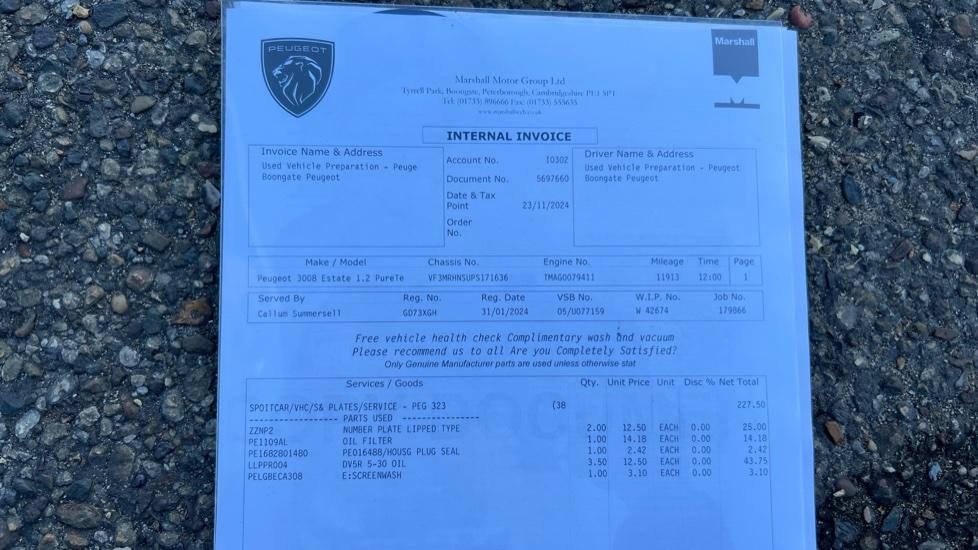 PEUGEOT
Marshall
Marshall Motor Group Ltd
Tyrrell Park, Boongate, Peterborough, Cambridgeshire PE1 5PT
Tel: (01733) 896666 Fax: (01733) 555635
INTERNAL INVOICE
Invoice Name & Address
Used Vehicle Preparation - Peuge
Boongate Peugeot
Account No. I0302
Document No. 5697660
Date & Tax
Point 23/11/2024
Order
No.
Driver Name & Address
Used Vehicle Preparation - Peugeot
Boongate Peugeot
Make / Model Chassis No. Engine No. Mileage Time Page
Peugeot 3008 Estate 1.2 PureTe VF3MRHNSUPS171636 TMAG0079411 11913 12:00 1
Served By Reg. No. Reg. Date VSB No. W.I.P. No. Job No.
Callum Summersell GD73XGH 31/01/2024 05/U077159 W 42674 179866
Free vehicle health check Complimentary wash and vacuum
Please recommend us to all Are you Completely Satisfied?
Only Genuine Manufacturer parts are used unless otherwise stat
Services / Goods Qty. Unit Price Unit Disc % Net Total
SPOITCAR/VHC/S& PLATES/SERVICE - PEG 323 (38 227.50
------------------ PARTS USED ----------------
ZZNP2 NUMBER PLATE LIPPED TYPE 2.00 12.50 EACH 0.00 25.00
PE1109AL OIL FILTER 1.00 14.18 EACH 0.00 14.18
PE1682801480 PE016488/HOUSG PLUG SEAL 1.00 2.42 EACH 0.00 2.42
LLPPRO04 DV5R 5-30 OIL 3.50 12.50 EACH 0.00 43.75
PELGBECA308 E:SCREENWASH 1.00 3.10 EACH 0.00 3.10